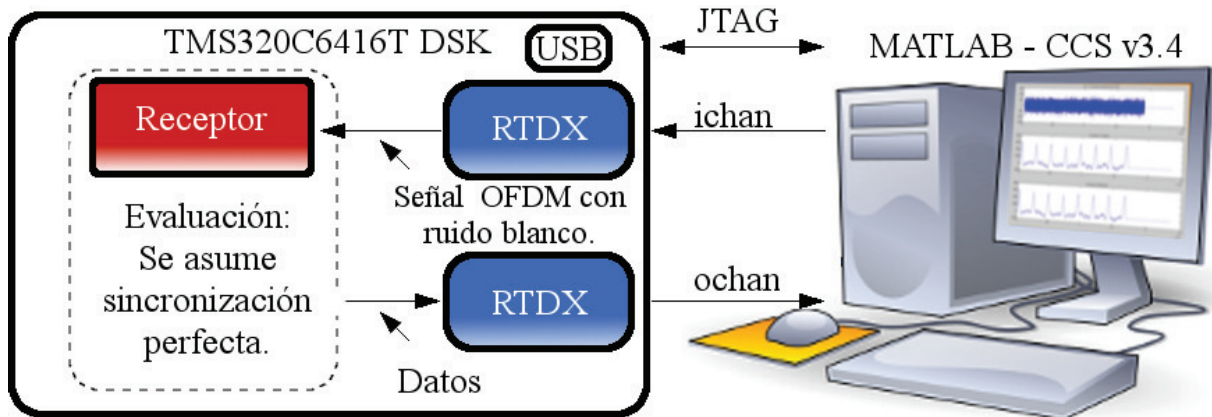 TMS320C6416T DSK
USB
JTAG
MATLAB - CCS v3.4
Receptor
RTDX
ichan
Señal OFDM con
ruido blanco.
Evaluación:
Se asume
sincronización
perfecta.
RTDX
ochan
Datos